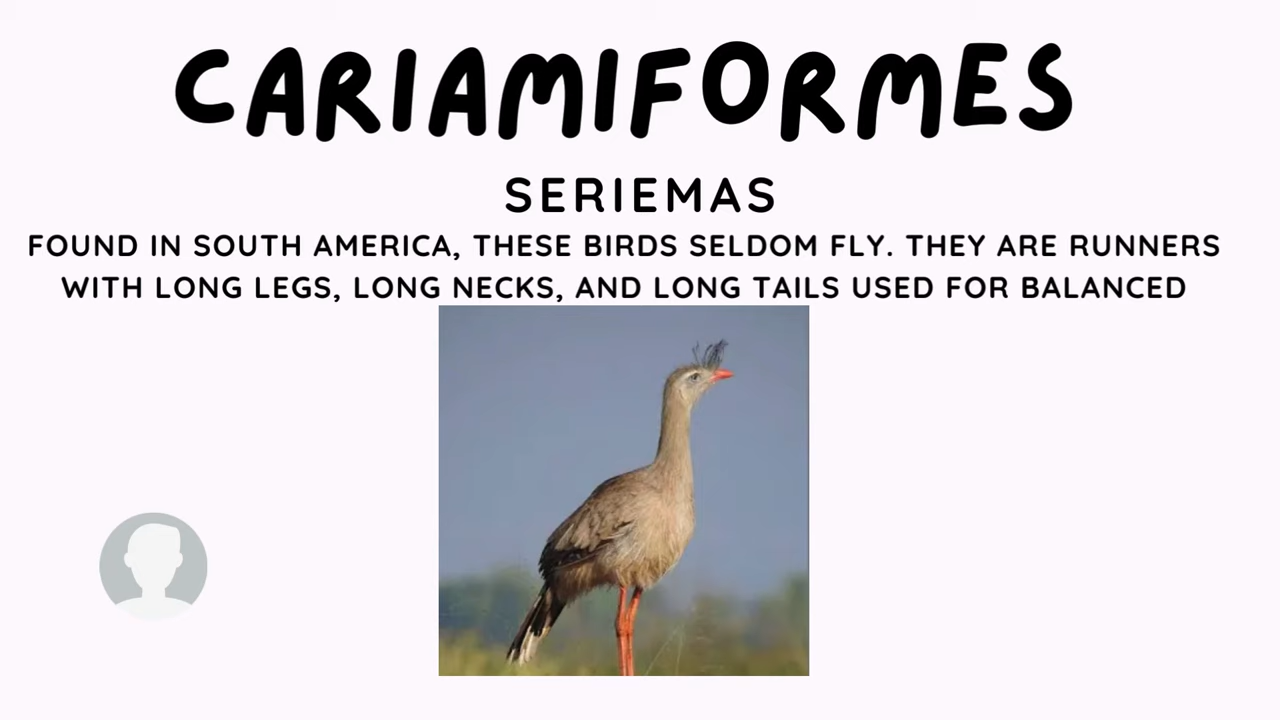 CARIAMIFORMES
SERIEMAS
FOUND IN SOUTH AMERICA, THESE BIRDS SELDOM FLY. THEY ARE RUNNERS
WITH LONG LEGS, LONG NECKS, AND LONG TAILS USED FOR BALANCED